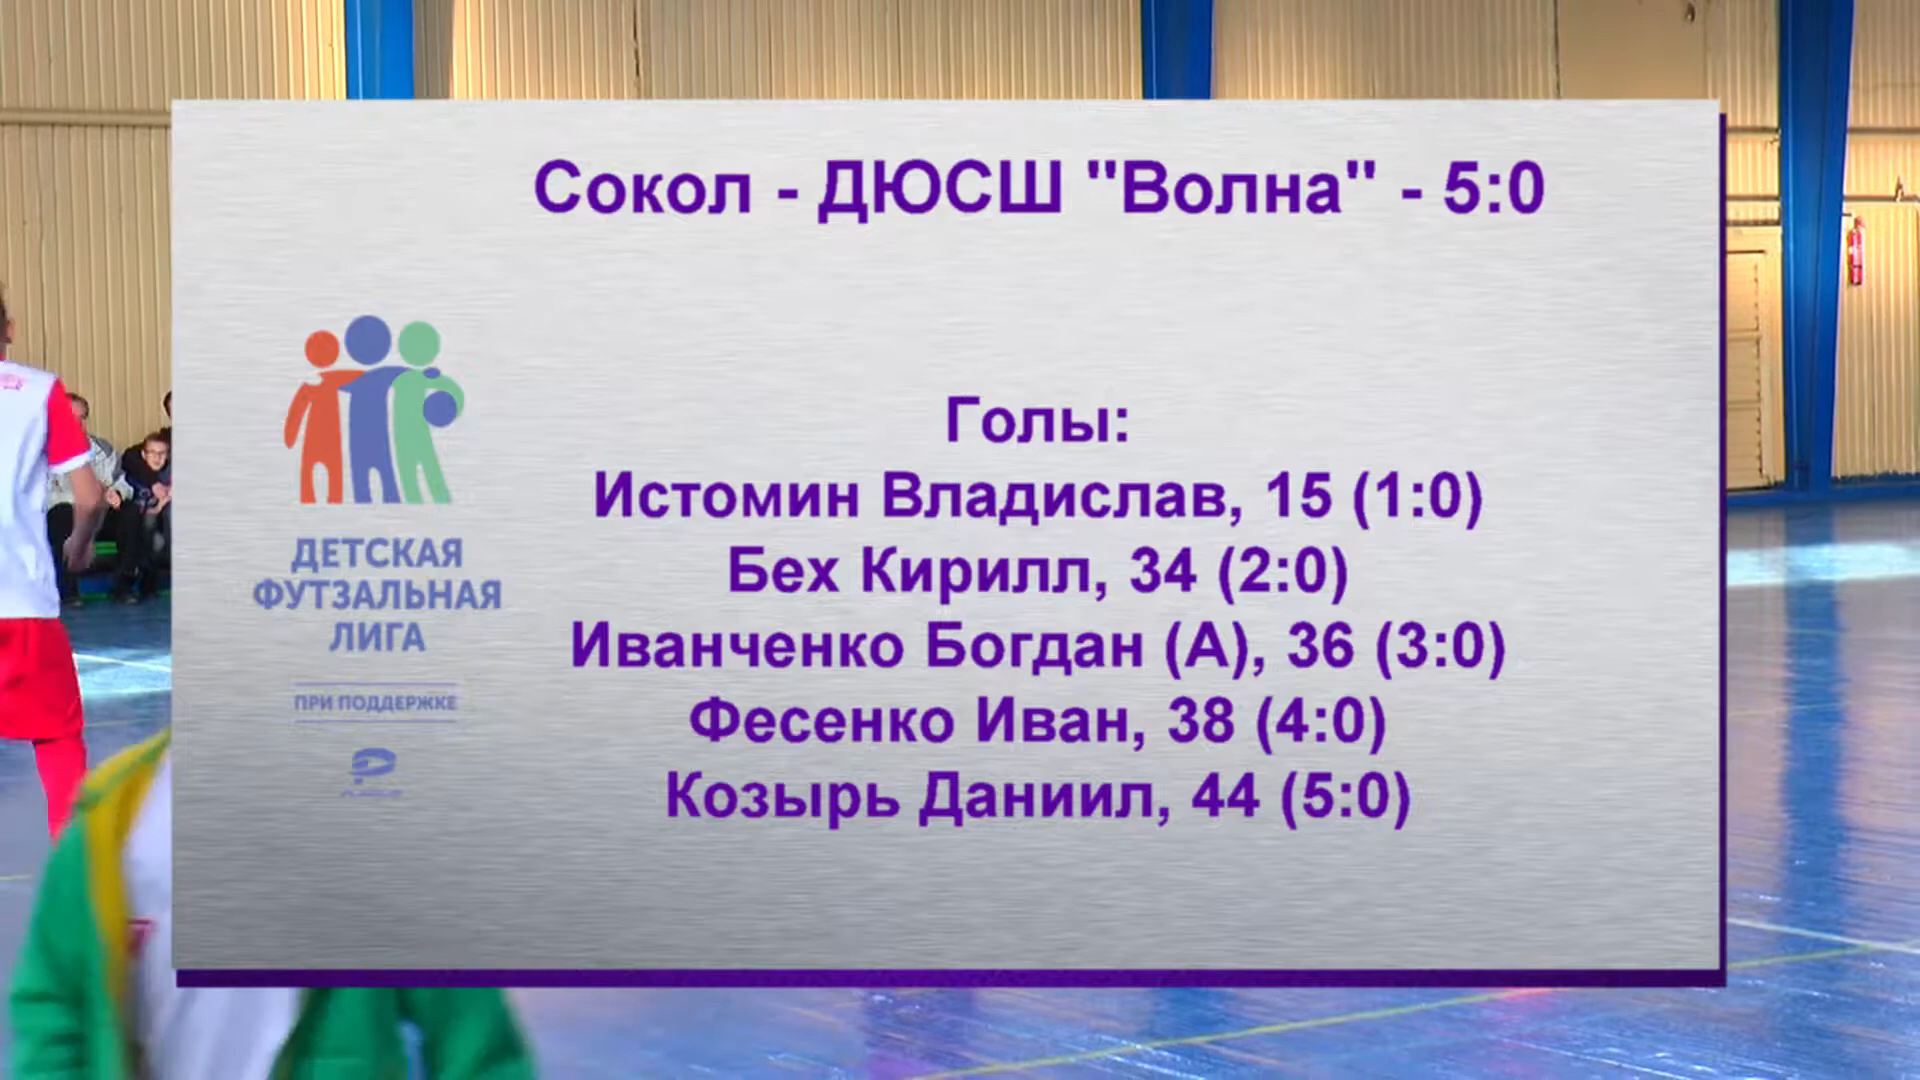 Сокол - ДЮСШ "Волна" - 5:0
Голы:
Истомин Владислав, 15 (1:0)
Бех Кирилл, 34 (2:0)
Иванченко Богдан (А), 36 (3:0)
Фесенко Иван, 38 (4:0)
Козырь Даниил, 44 (5:0)
ДЕТСКАЯ
ФУТЗАЛЬНАЯ
ЛИГА
ПРИ ПОДДЕРЖКЕ